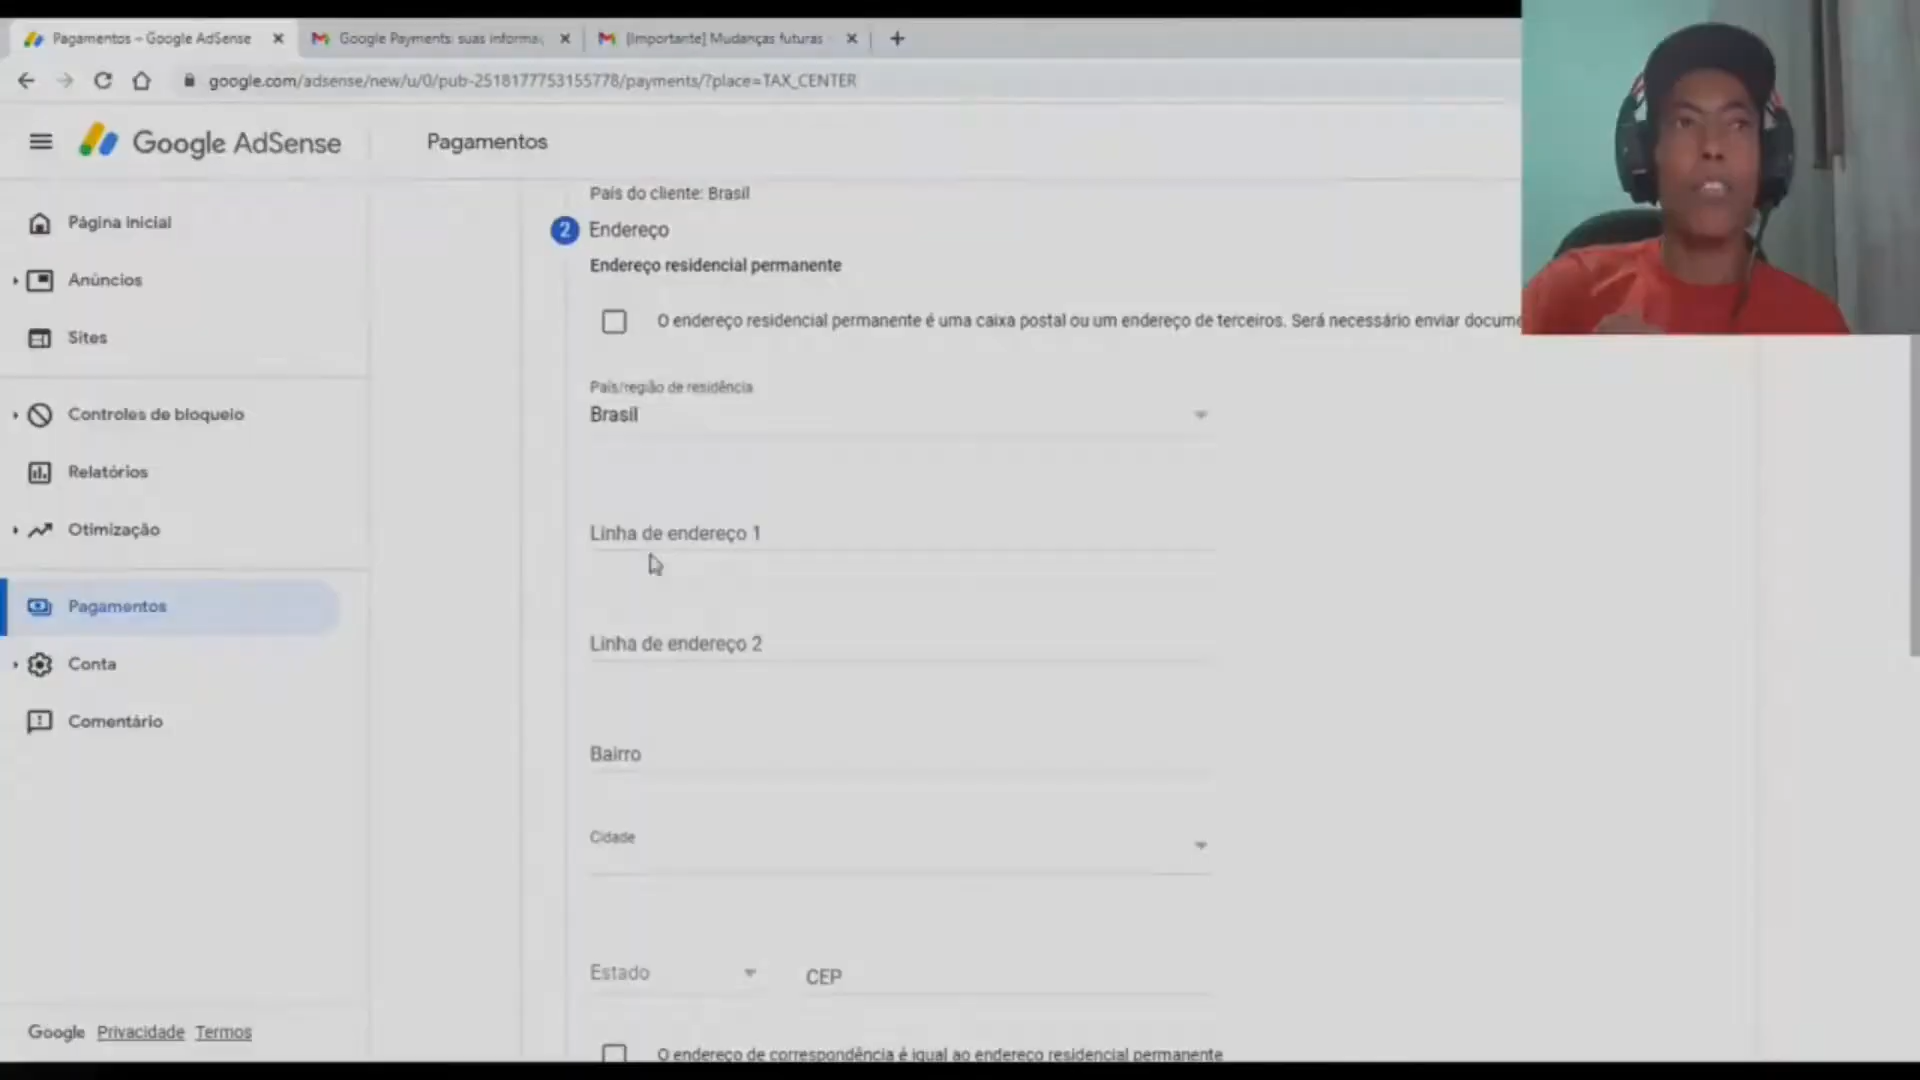 Pagamentos – Google AdSense
Google Payments: suas informaç
[Importante] Mudanças futuras
google.com/adsense/new/u/0/pub-2518177753155778/payments/?place=TAX_CENTER
Google AdSense
Pagamentos
Página inicial
Anúncios
Sites
Controles de bloqueio
Relatórios
Otimização
Pagamentos
Conta
Comentário
Google Privacidade Termos
País do cliente: Brasil
2 Endereço
Endereço residencial permanente
O endereço residencial permanente é uma caixa postal ou um endereço de terceiros. Será necessário enviar docume
País/região de residência
Brasil
Linha de endereço 1
Linha de endereço 2
Bairro
Cidade
Estado
CEP
O endereço de correspondência é igual ao endereço residencial permanente